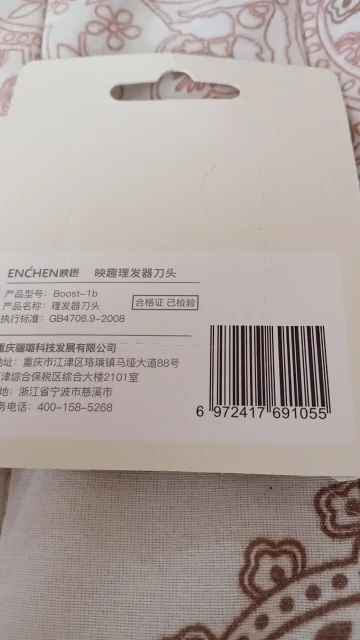 ENCHEN映趣 映趣理发器刀头
产品型号：Boost-1b
产品名称：理发器刀头
执行标准：GB4706.9-2008
合格证 已检验
重庆骊璐科技发展有限公司
地址：重庆市江津区珞璜镇马垭大道88号
津综合保税区综合大楼2101室
地：浙江省宁波市慈溪市
务电话：400-158-5268
6 972417 691055